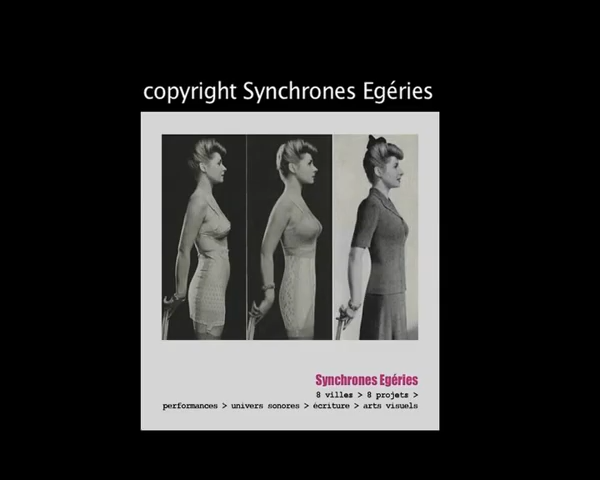 copyright Synchrones Egéries
Synchrones Egéries
8 villes > 8 projets >
performances > univers sonores > écriture > arts visuels